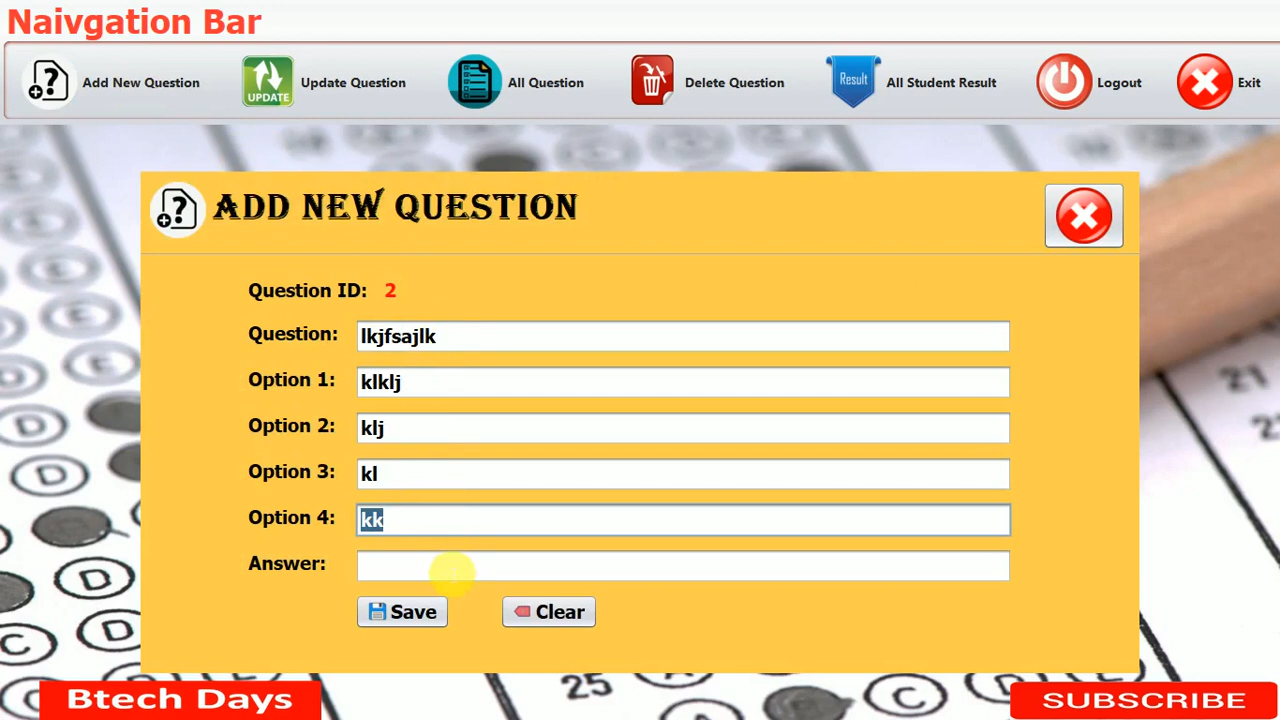 Naivgation Bar
Add New Question
UPDATE
Update Question
All Question
Delete Question
Result
All Student Result
Logout
Exit
ADD NEW QUESTION
Question ID: 2
Question: lkjfsajlk
Option 1: klklj
Option 2: klj
Option 3: kl
Option 4: kk
Answer:
Save
Clear
D
D
D
C
C
C
D
E
21
25
Btech Days
SUBSCRIBE